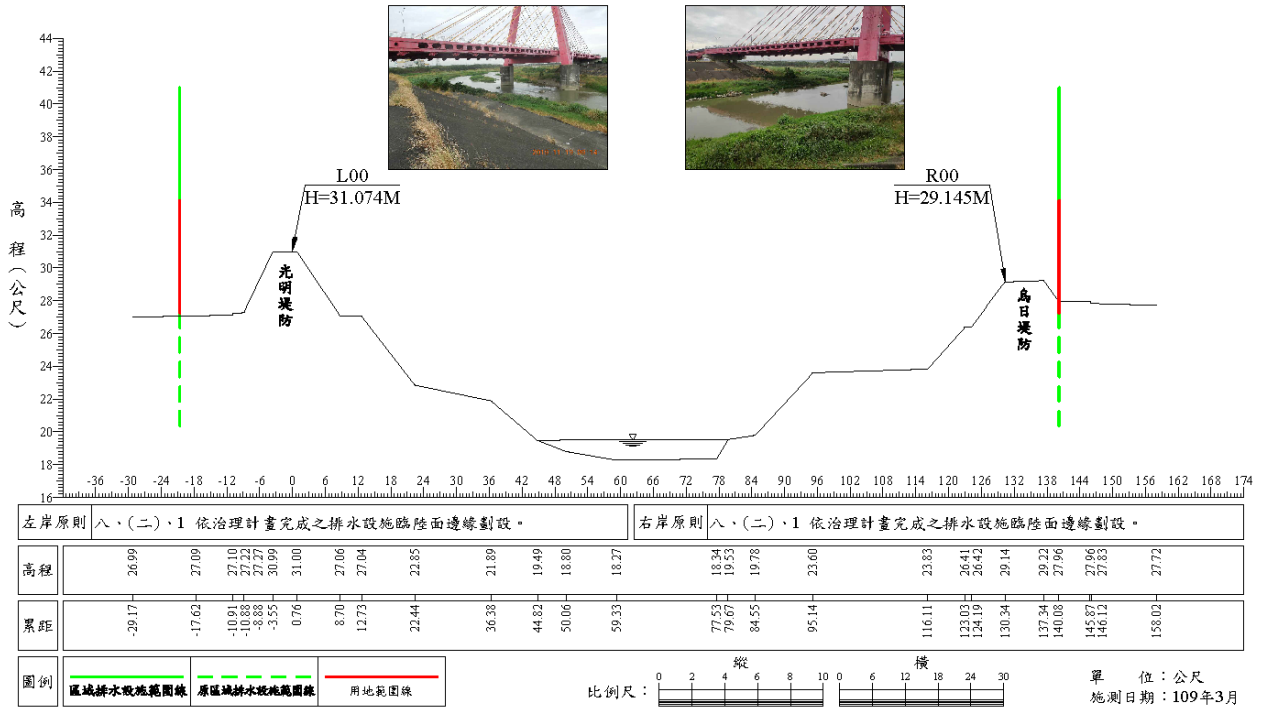 44
42
40
38
36
34
32
30
28
26
24
22
20
18
16
高程(公尺)
L00
H=31.074M
R00
H=29.145M
光明堤防
烏日堤防
-36 -30 -24 -18 -12 -6 0 6 12 18 24 30 36 42 48 54 60 66 72 78 84 90 96 102 108 114 120 126 132 138 144 150 156 162 168 174
左岸原則 八、(二)、1 依治理計畫完成之排水設施臨陸面邊緣劃設。
右岸原則 八、(二)、1 依治理計畫完成之排水設施臨陸面邊緣劃設。
高程 26.99 27.09 27.10 27.22 27.27 30.99 31.00 27.06 27.04 22.85 21.89 19.49 18.80 18.27 18.34 19.53 19.78 23.60 23.83 26.41 26.42 29.14 29.22 27.96 27.96 27.83 27.72
累距 -29.17 -17.62 -10.91 -10.88 -8.88 -3.55 0.76 8.70 12.73 22.44 36.38 44.82 50.06 59.33 77.53 79.67 84.55 95.14 116.11 123.03 124.19 130.34 137.34 140.08 145.87 146.12 158.02
圖例 區域排水設施範圍線 原區域排水設施範圍線 用地範圍線
比例尺：
縱
0 2 4 6 8 10
橫
0 6 12 18 24 30
單 位：公尺
施測日期：109年3月